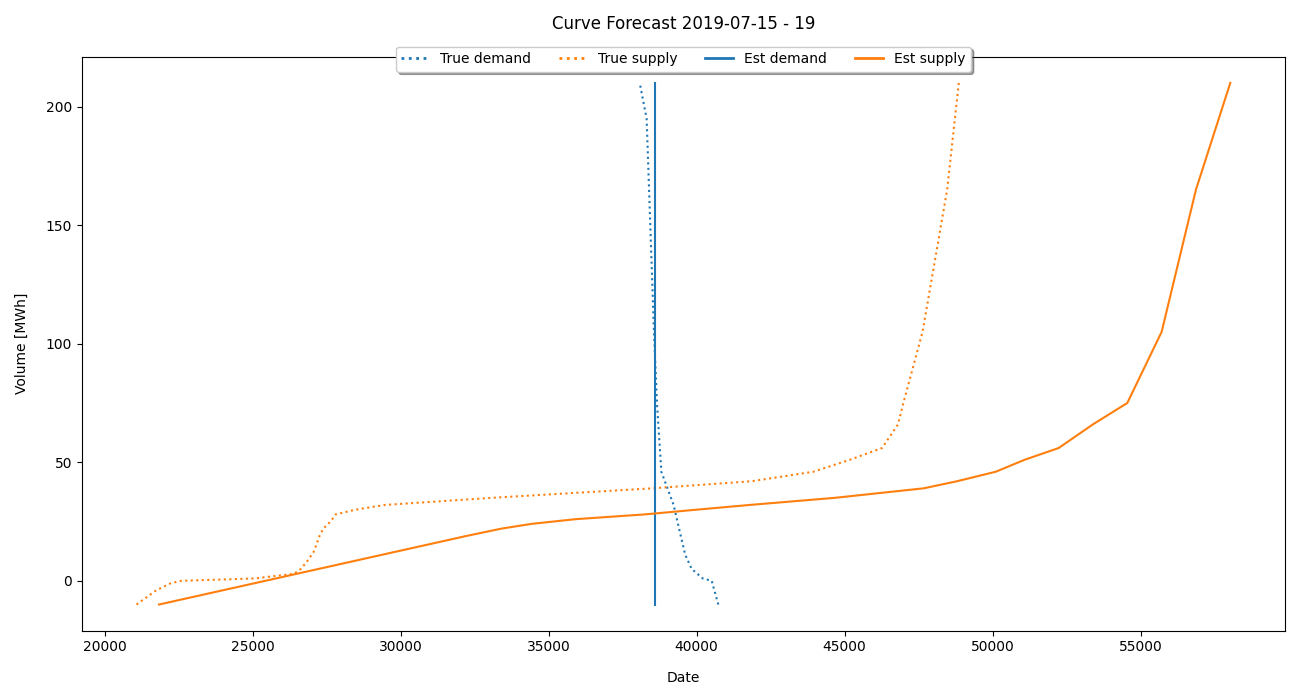 Curve Forecast 2019-07-15 - 19
True demand True supply Est demand Est supply
200
150
100
50
0
Volume [MWh]
20000 25000 30000 35000 40000 45000 50000 55000
Date